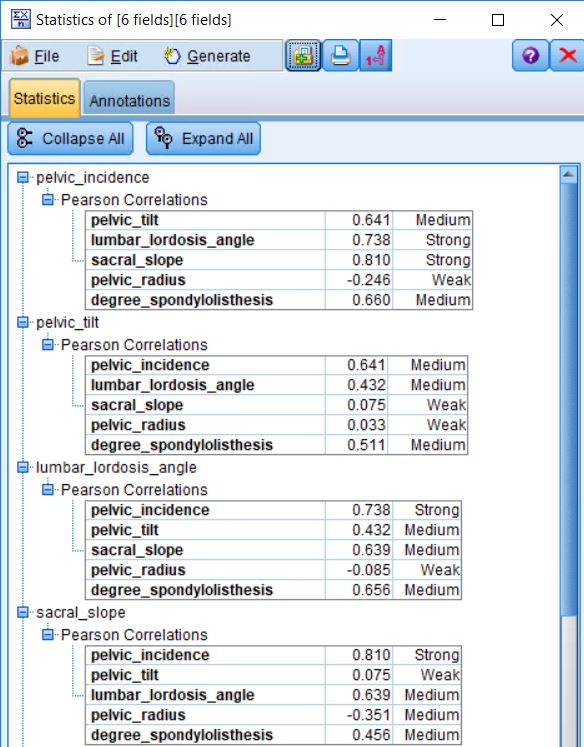 Statistics of [6 fields][6 fields]
File Edit Generate
Statistics Annotations
Collapse All Expand All
pelvic_incidence
Pearson Correlations
pelvic_tilt 0.641 Medium
lumbar_lordosis_angle 0.738 Strong
sacral_slope 0.810 Strong
pelvic_radius -0.246 Weak
degree_spondylolisthesis 0.660 Medium
pelvic_tilt
Pearson Correlations
pelvic_incidence 0.641 Medium
lumbar_lordosis_angle 0.432 Medium
sacral_slope 0.075 Weak
pelvic_radius 0.033 Weak
degree_spondylolisthesis 0.511 Medium
lumbar_lordosis_angle
Pearson Correlations
pelvic_incidence 0.738 Strong
pelvic_tilt 0.432 Medium
sacral_slope 0.639 Medium
pelvic_radius -0.085 Weak
degree_spondylolisthesis 0.656 Medium
sacral_slope
Pearson Correlations
pelvic_incidence 0.810 Strong
pelvic_tilt 0.075 Weak
lumbar_lordosis_angle 0.639 Medium
pelvic_radius -0.351 Medium
degree_spondylolisthesis 0.456 Medium